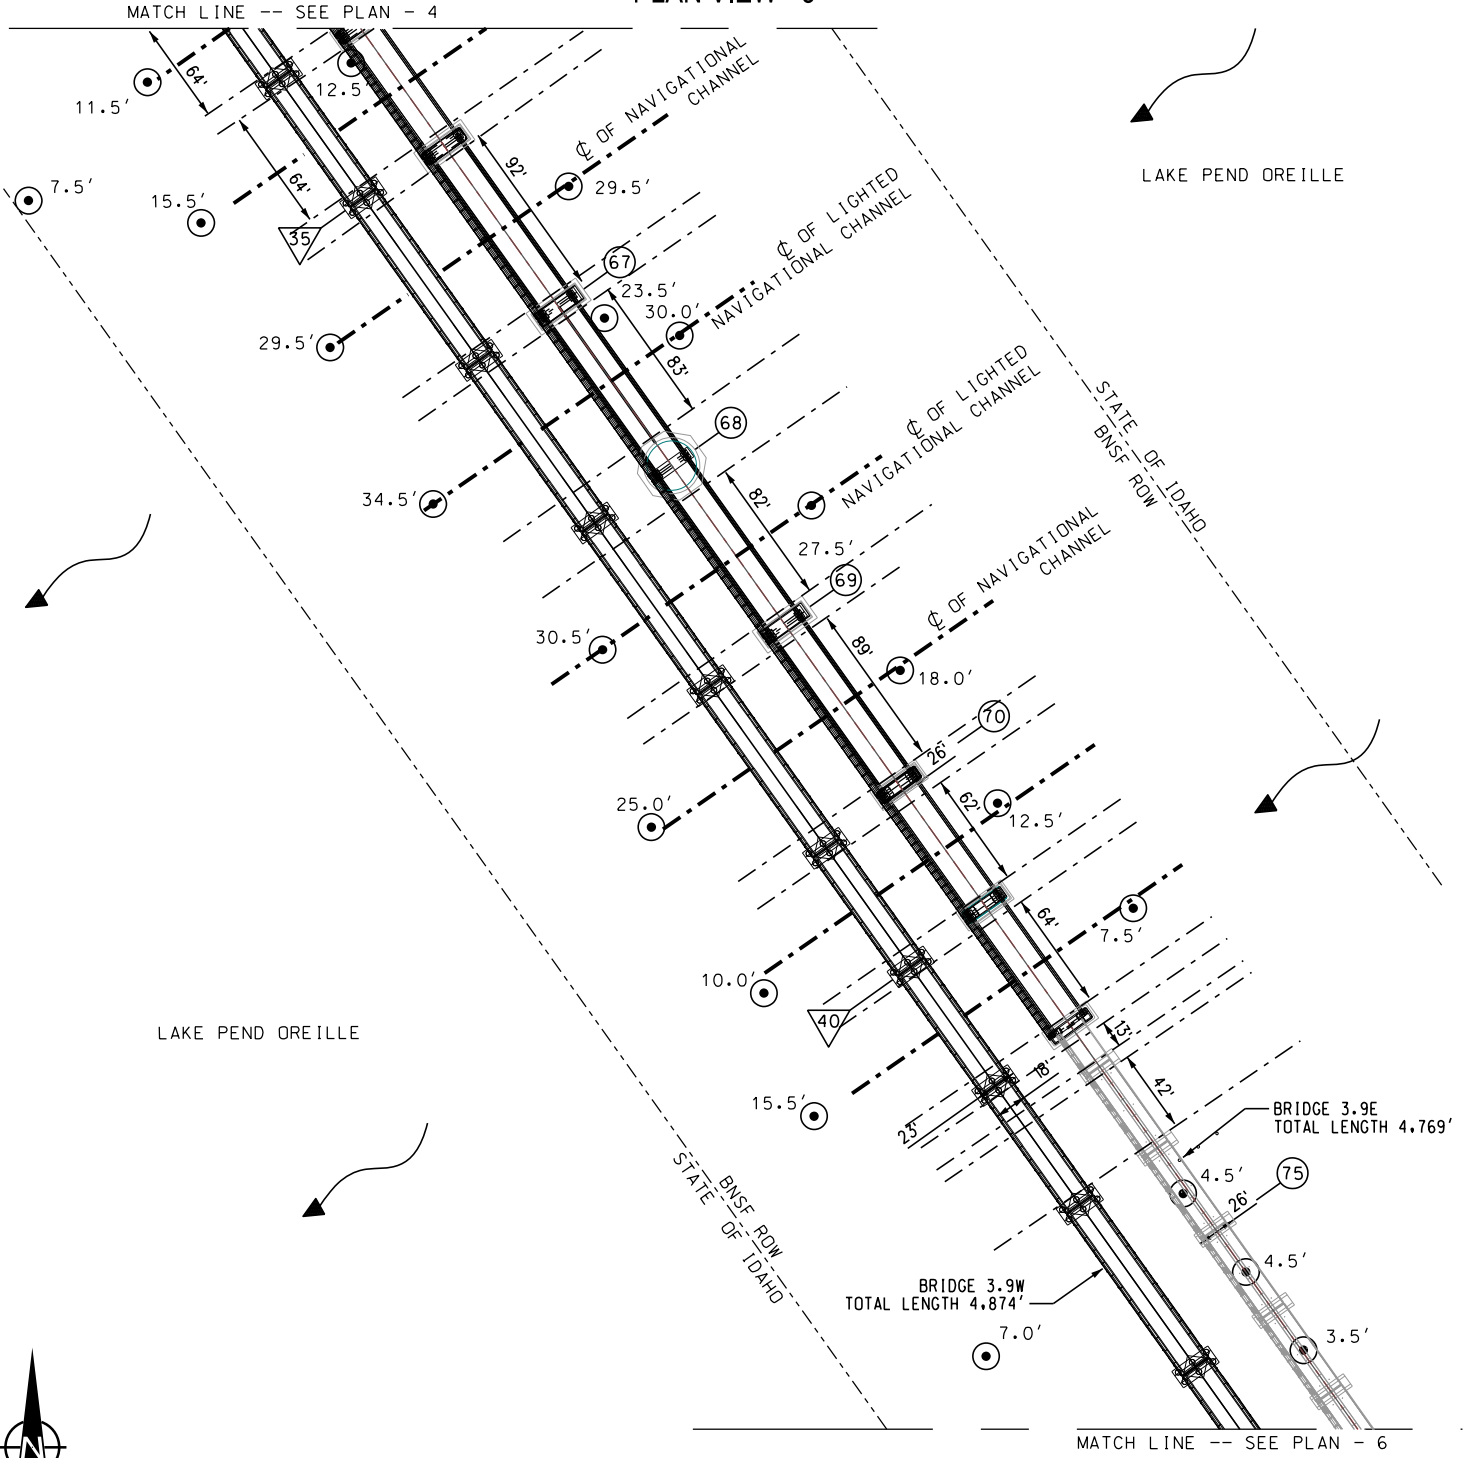 MATCH LINE -- SEE PLAN - 4
64'
11.5'
12.5'
℄ OF NAVIGATIONAL
CHANNEL
LAKE PEND OREILLE
7.5'
15.5'
64'
92'
29.5'
35
℄ OF LIGHTED
NAVIGATIONAL CHANNEL
67
23.5'
30.0'
29.5'
83'
℄ OF LIGHTED
NAVIGATIONAL CHANNEL
STATE OF IDAHO
BNSF ROW
68
34.5'
82'
27.5'
℄ OF NAVIGATIONAL
CHANNEL
69
30.5'
89'
18.0'
70
26'
62'
25.0'
12.5'
64'
7.5'
10.0'
40
LAKE PEND OREILLE
13'
18'
42'
15.5'
23'
BRIDGE 3.9E
TOTAL LENGTH 4,769'
75
4.5'
26'
BNSF ROW
STATE OF IDAHO
4.5'
BRIDGE 3.9W
TOTAL LENGTH 4,874'
7.0'
3.5'
N
MATCH LINE -- SEE PLAN - 6